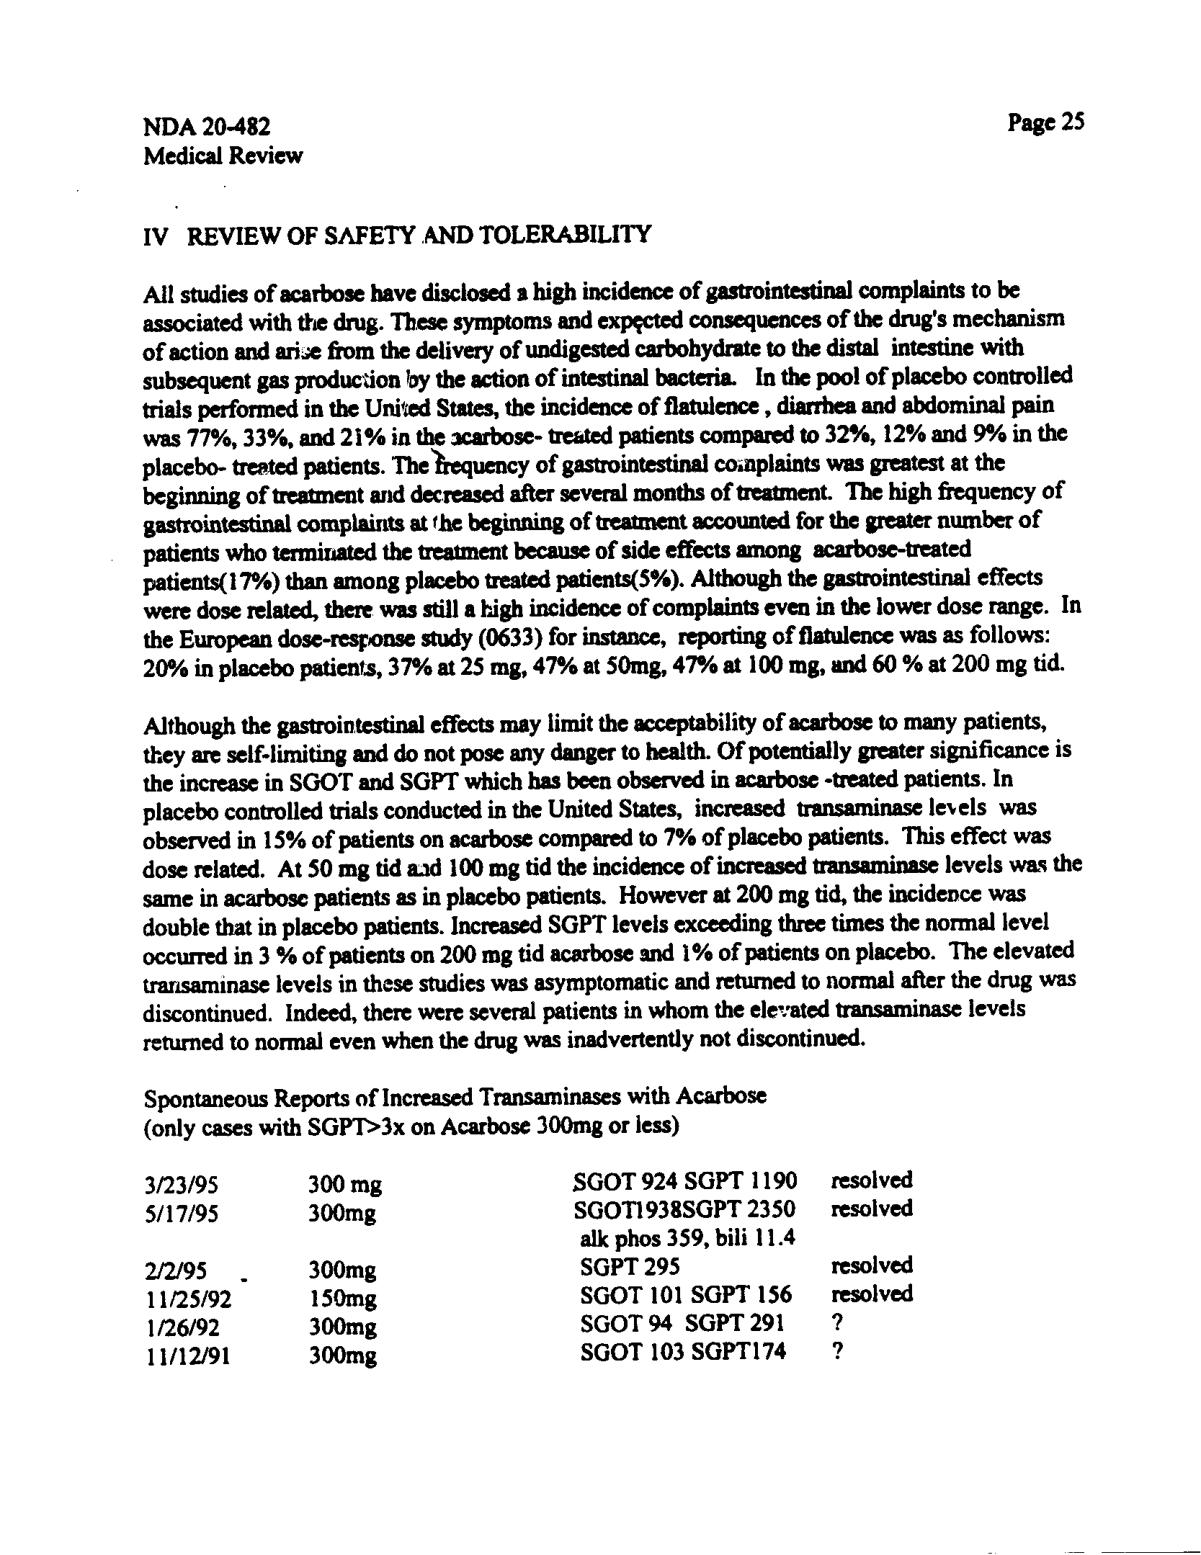 NDA 20-482
Page 25
Medical Review
IV REVIEW OF SAFETY AND TOLERABILITY
All studies of acarbose have disclosed a high incidence of gastrointestinal complaints to be
associated with the drug. These symptoms and expected consequences of the drug's mechanism
of action and arise from the delivery of undigested carbohydrate to the distal intestine with
subsequent gas production by the action of intestinal bacteria. In the pool of placebo controlled
trials performed in the United States, the incidence of flatulence , diarrhea and abdominal pain
was 77%, 33%, and 21% in the acarbose- treated patients compared to 32%, 12% and 9% in the
placebo- treated patients. The frequency of gastrointestinal complaints was greatest at the
beginning of treatment and decreased after several months of treatment. The high frequency of
gastrointestinal complaints at the beginning of treatment accounted for the greater number of
patients who terminated the treatment because of side effects among acarbose-treated
patients(17%) than among placebo treated patients(5%). Although the gastrointestinal effects
were dose related, there was still a high incidence of complaints even in the lower dose range. In
the European dose-response study (0633) for instance, reporting of flatulence was as follows:
20% in placebo patients, 37% at 25 mg, 47% at 50mg, 47% at 100 mg, and 60 % at 200 mg tid.
Although the gastrointestinal effects may limit the acceptability of acarbose to many patients,
they are self-limiting and do not pose any danger to health. Of potentially greater significance is
the increase in SGOT and SGPT which has been observed in acarbose -treated patients. In
placebo controlled trials conducted in the United States, increased transaminase levels was
observed in 15% of patients on acarbose compared to 7% of placebo patients. This effect was
dose related. At 50 mg tid and 100 mg tid the incidence of increased transaminase levels was the
same in acarbose patients as in placebo patients. However at 200 mg tid, the incidence was
double that in placebo patients. Increased SGPT levels exceeding three times the normal level
occurred in 3 % of patients on 200 mg tid acarbose and 1% of patients on placebo. The elevated
transaminase levels in these studies was asymptomatic and returned to normal after the drug was
discontinued. Indeed, there were several patients in whom the elevated transaminase levels
returned to normal even when the drug was inadvertently not discontinued.
Spontaneous Reports of Increased Transaminases with Acarbose
(only cases with SGPT>3x on Acarbose 300mg or less)
3/23/95 300 mg SGOT 924 SGPT 1190 resolved
5/17/95 300mg SGOT1938SGPT 2350 resolved
alk phos 359, bili 11.4
2/2/95 300mg SGPT 295 resolved
11/25/92 150mg SGOT 101 SGPT 156 resolved
1/26/92 300mg SGOT 94 SGPT 291 ?
11/12/91 300mg SGOT 103 SGPT174 ?